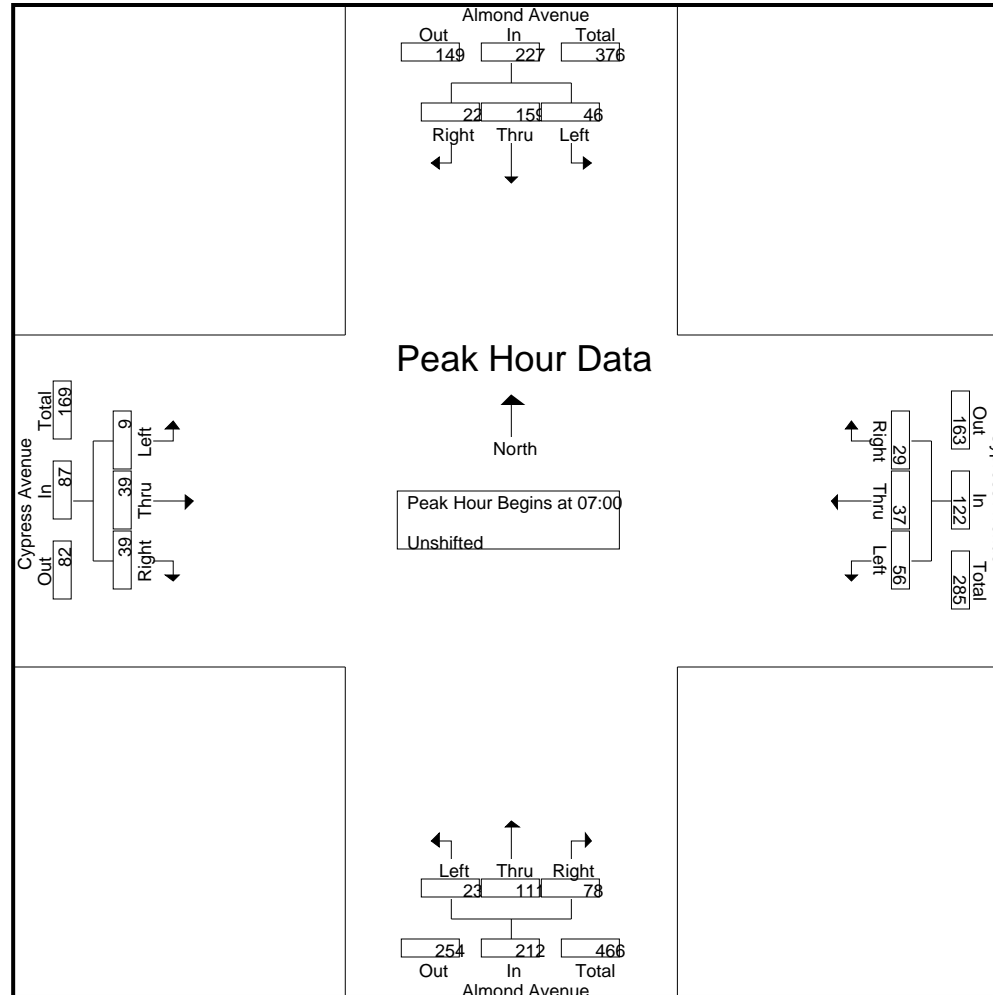 Almond Avenue
Out In Total
149 227 376
22 159 46
Right Thru Left
Peak Hour Data
North
Peak Hour Begins at 07:00
Unshifted
Cypress Avenue
Out In Total
82 87 169
39 39 9
Right Thru Left
Out In Total
163 122 285
29 37 56
Right Thru Left
Left Thru Right
23 111 78
254 212 466
Out In Total
Almond Avenue